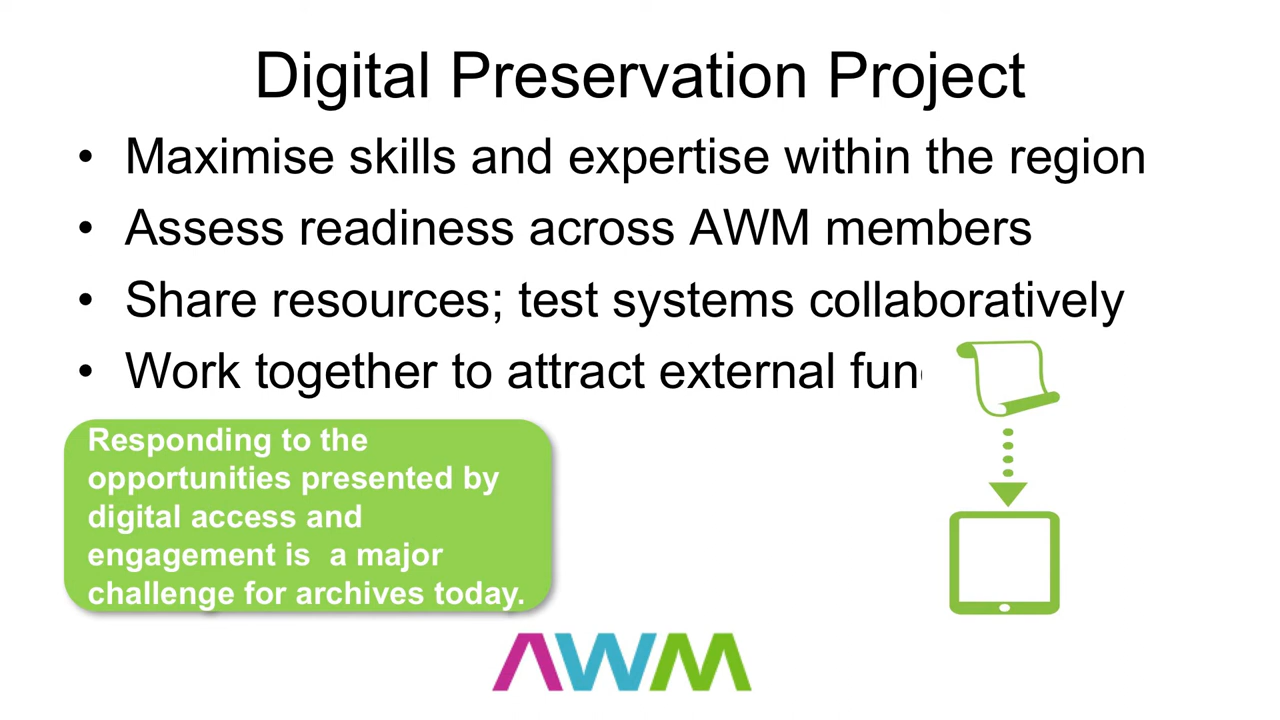 Digital Preservation Project
• Maximise skills and expertise within the region
• Assess readiness across AWM members
• Share resources; test systems collaboratively
• Work together to attract external
Responding to the
opportunities presented by
digital access and
engagement is a major
challenge for archives today.
AWM